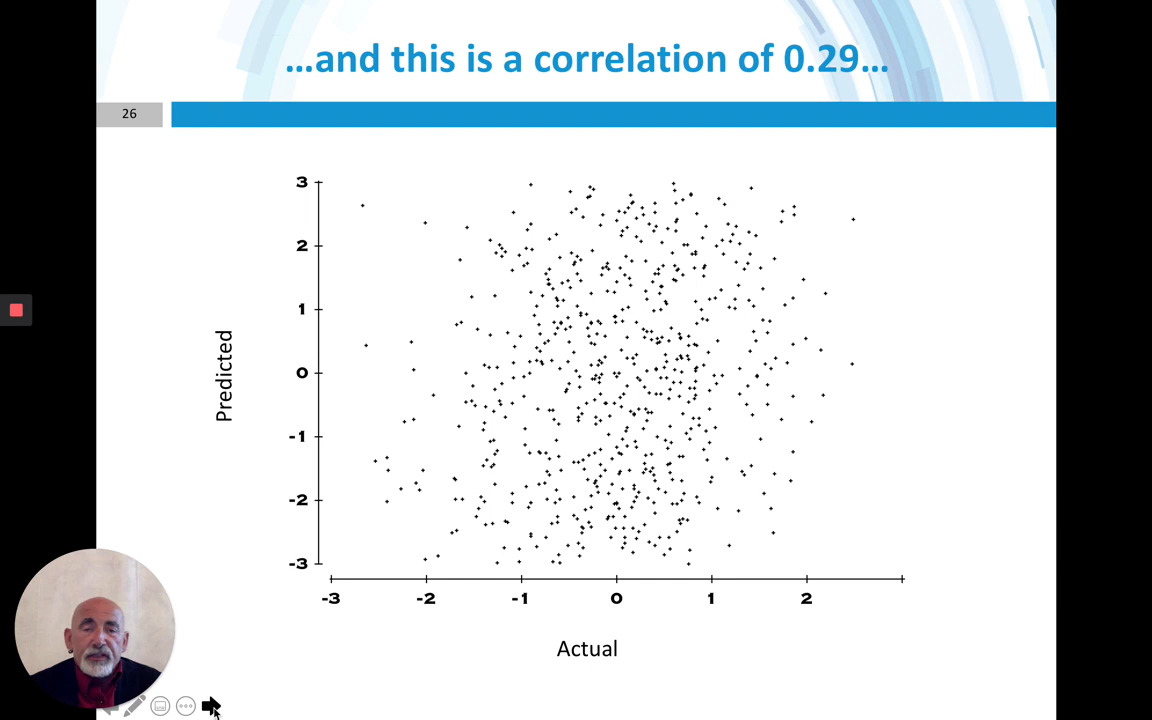 ...and this is a correlation of 0.29...
26
3
2
1
0
-1
-2
-3
Predicted
-3 -2 -1 0 1 2
Actual